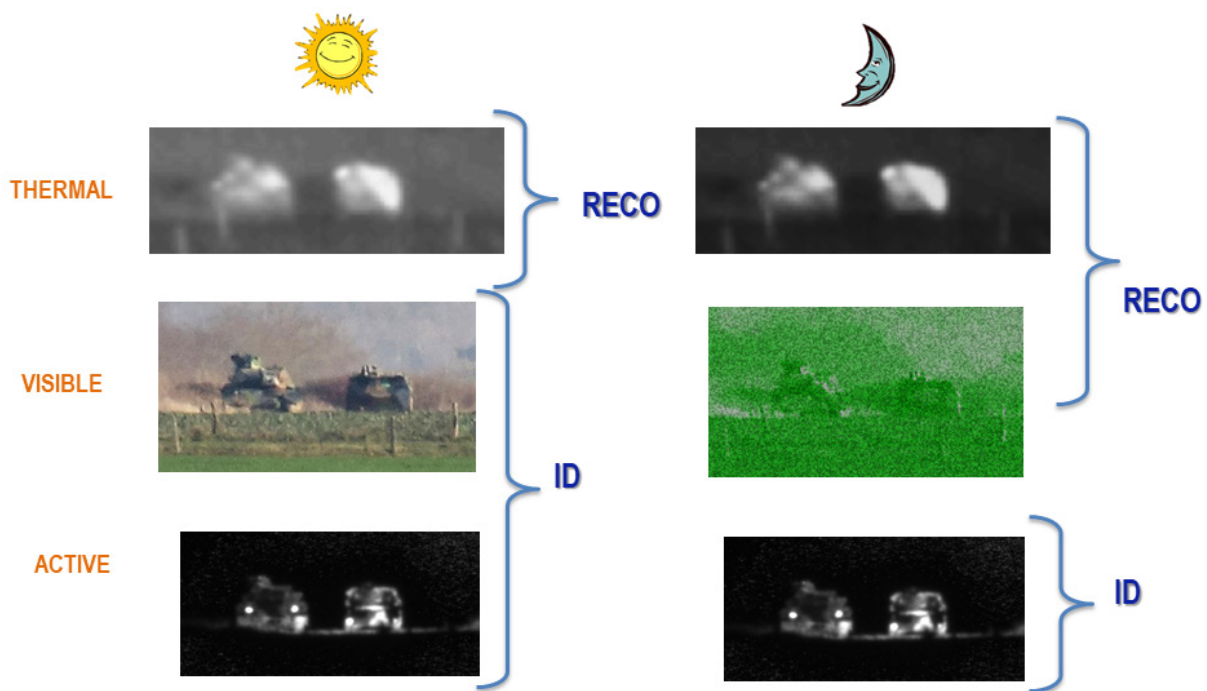 THERMAL
RECO
VISIBLE
RECO
ID
ACTIVE
ID